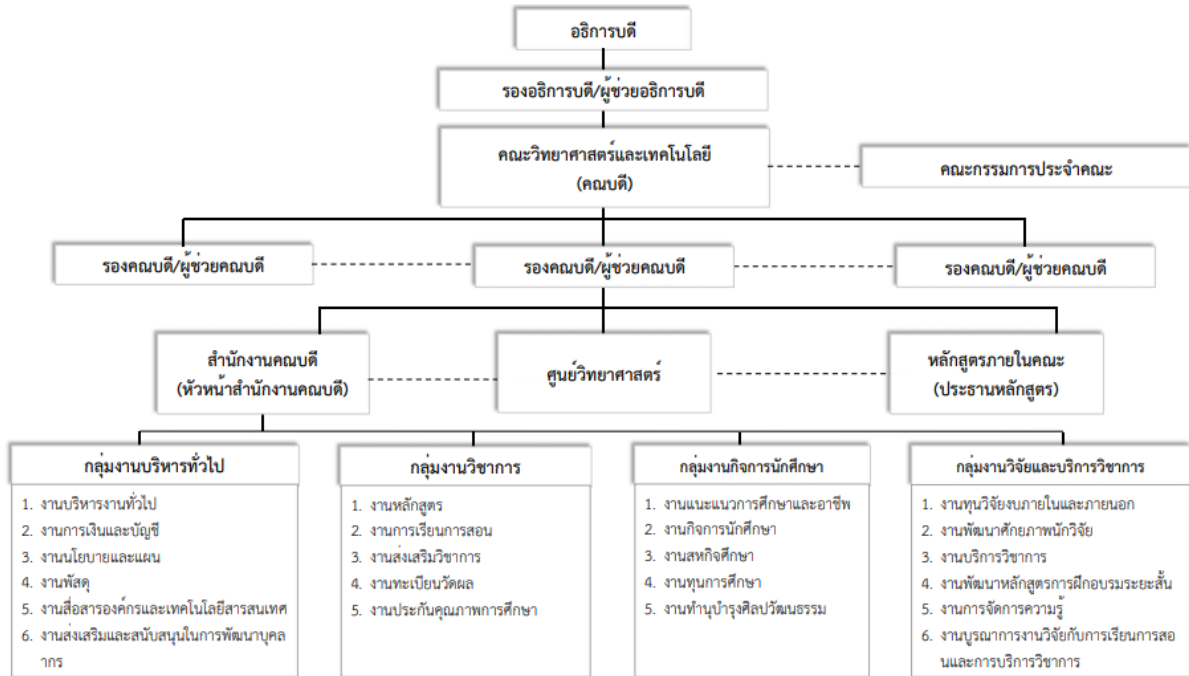 อธิการบดี
รองอธิการบดี/ผู้ช่วยอธิการบดี
คณะวิทยาศาสตร์และเทคโนโลยี
(คณบดี)
คณะกรรมการประจำคณะ
รองคณบดี/ผู้ช่วยคณบดี
รองคณบดี/ผู้ช่วยคณบดี
รองคณบดี/ผู้ช่วยคณบดี
สำนักงานคณบดี
(หัวหน้าสำนักงานคณบดี)
ศูนย์วิทยาศาสตร์
หลักสูตรภายในคณะ
(ประธานหลักสูตร)
กลุ่มงานบริหารทั่วไป
1. งานบริหารงานทั่วไป
2. งานการเงินและบัญชี
3. งานนโยบายและแผน
4. งานพัสดุ
5. งานสื่อสารองค์กรและเทคโนโลยีสารสนเทศ
6. งานส่งเสริมและสนับสนุนในการพัฒนาบุคล
ากร
กลุ่มงานวิชาการ
1. งานหลักสูตร
2. งานการเรียนการสอน
3. งานส่งเสริมวิชาการ
4. งานทะเบียนวัดผล
5. งานประกันคุณภาพการศึกษา
กลุ่มงานกิจการนักศึกษา
1. งานแนะแนวการศึกษาและอาชีพ
2. งานกิจการนักศึกษา
3. งานสหกิจศึกษา
4. งานทุนการศึกษา
5. งานทำนุบำรุงศิลปวัฒนธรรม
กลุ่มงานวิจัยและบริการวิชาการ
1. งานทุนวิจัยงบภายในและภายนอก
2. งานพัฒนาศักยภาพนักวิจัย
3. งานบริการวิชาการ
4. งานพัฒนาหลักสูตรการฝึกอบรมระยะสั้น
5. งานการจัดการความรู้
6. งานบูรณาการงานวิจัยกับการเรียนการสอ
นและการบริการวิชาการ